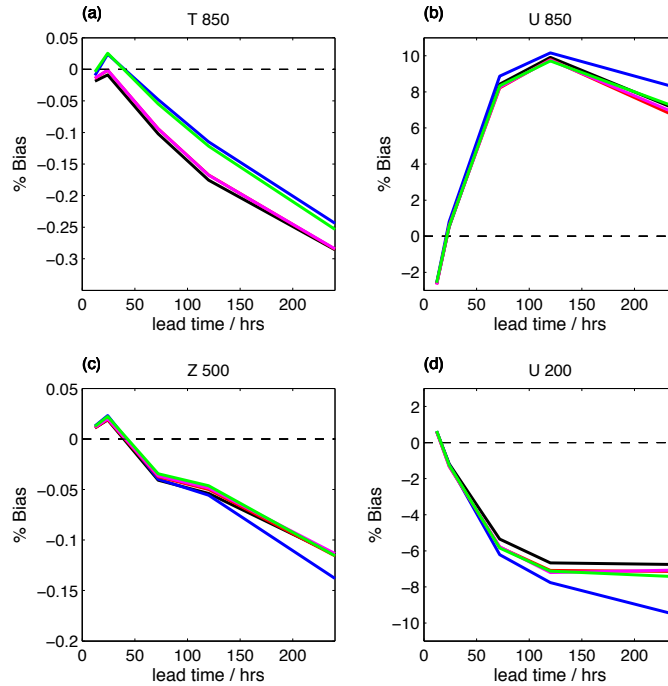 (a)
T 850
0.05
0
−0.05
−0.1
−0.15
−0.2
−0.25
−0.3
% Bias
0 50 100 150 200
lead time / hrs
(b)
U 850
10
8
6
4
2
0
−2
% Bias
0 50 100 150 200
lead time / hrs
(c)
Z 500
0.05
0
−0.05
−0.1
−0.15
−0.2
% Bias
0 50 100 150 200
lead time / hrs
(d)
U 200
2
0
−2
−4
−6
−8
−10
% Bias
0 50 100 150 200
lead time / hrs